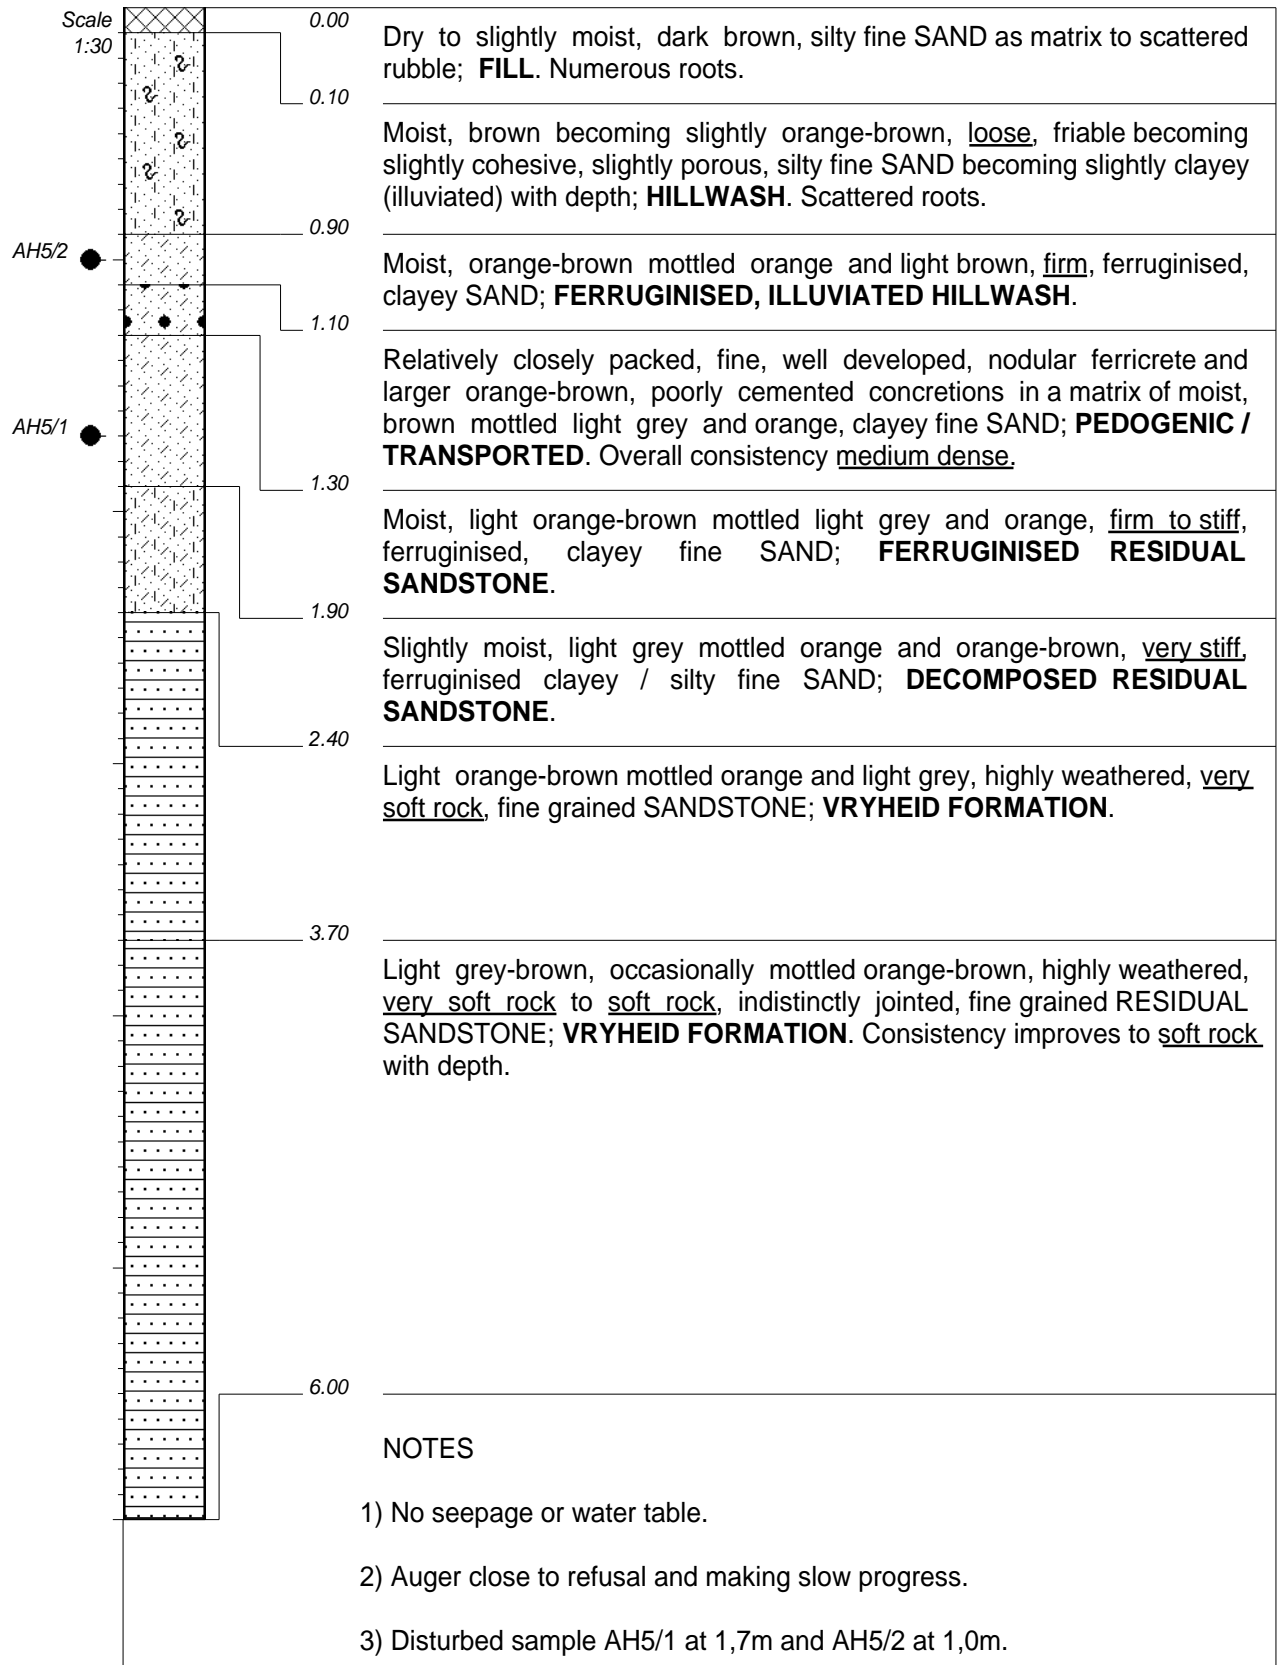 Scale
1:30
0.00
Dry to slightly moist, dark brown, silty fine SAND as matrix to scattered
rubble; FILL. Numerous roots.
0.10
Moist, brown becoming slightly orange-brown, loose, friable becoming
slightly cohesive, slightly porous, silty fine SAND becoming slightly clayey
(illuviated) with depth; HILLWASH. Scattered roots.
0.90
AH5/2
Moist, orange-brown mottled orange and light brown, firm, ferruginised,
clayey SAND; FERRUGINISED, ILLUVIATED HILLWASH.
1.10
Relatively closely packed, fine, well developed, nodular ferricrete and
larger orange-brown, poorly cemented concretions in a matrix of moist,
AH5/1
brown mottled light grey and orange, clayey fine SAND; PEDOGENIC /
TRANSPORTED. Overall consistency medium dense.
1.30
Moist, light orange-brown mottled light grey and orange, firm to stiff,
ferruginised, clayey fine SAND; FERRUGINISED RESIDUAL
SANDSTONE.
1.90
Slightly moist, light grey mottled orange and orange-brown, very stiff,
ferruginised clayey / silty fine SAND; DECOMPOSED RESIDUAL
SANDSTONE.
2.40
Light orange-brown mottled orange and light grey, highly weathered, very
soft rock, fine grained SANDSTONE; VRYHEID FORMATION.
3.70
Light grey-brown, occasionally mottled orange-brown, highly weathered,
very soft rock to soft rock, indistinctly jointed, fine grained RESIDUAL
SANDSTONE; VRYHEID FORMATION. Consistency improves to soft rock
with depth.
6.00
NOTES
1) No seepage or water table.
2) Auger close to refusal and making slow progress.
3) Disturbed sample AH5/1 at 1,7m and AH5/2 at 1,0m.